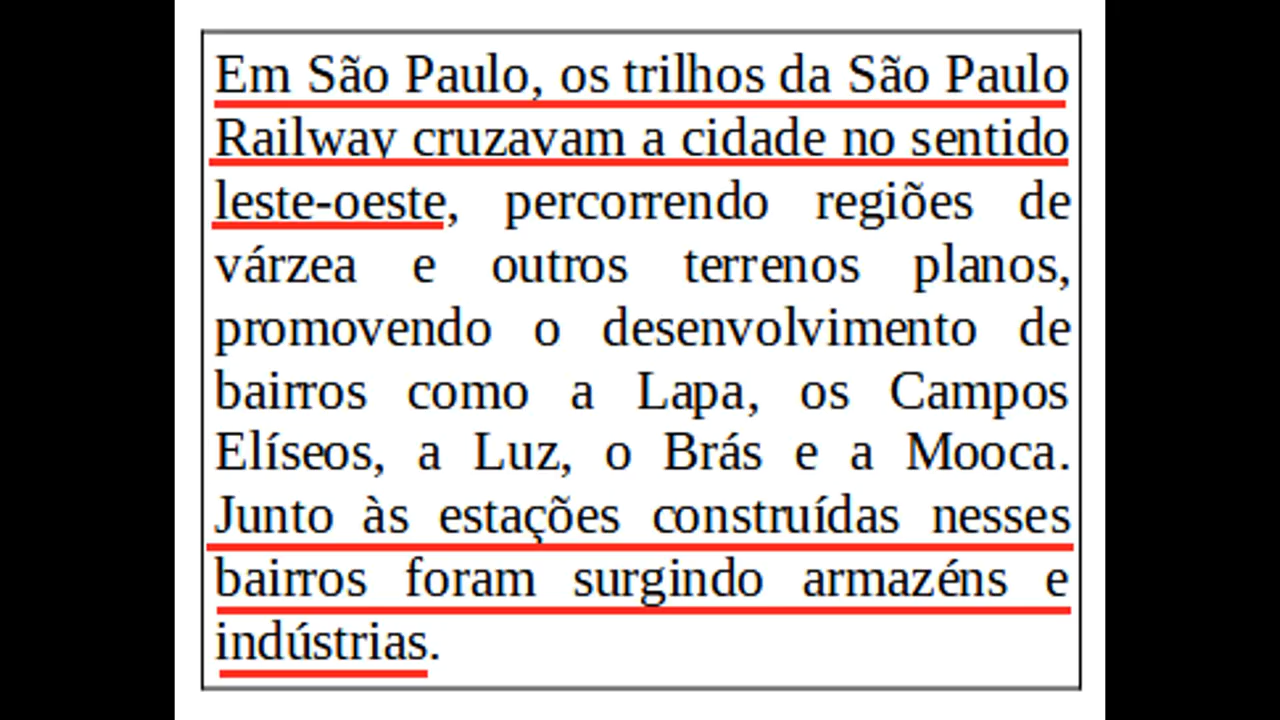 Em São Paulo, os trilhos da São Paulo
Railway cruzavam a cidade no sentido
leste-oeste, percorrendo regiões de
várzea e outros terrenos planos,
promovendo o desenvolvimento de
bairros como a Lapa, os Campos
Elíseos, a Luz, o Brás e a Mooca.
Junto às estações construídas nesses
bairros foram surgindo armazéns e
indústrias.